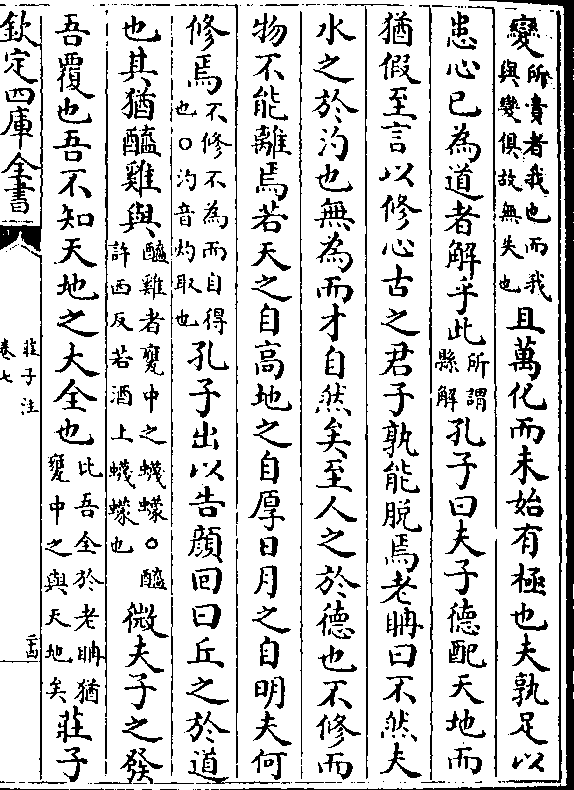 變所貴者我也而我與變俱故無失也且萬化而未始有極也夫孰足以
患心已為道者解乎此所謂縣解孔子曰夫子德配天地而
猶假至言以修心古之君子孰能脫焉老聃曰不然夫
水之於汋也無為而才自然矣至人之於德也不修而
物不能離焉若天之自高地之自厚日月之自明夫何
修焉不修不為而自得也○汋音灼取也孔子出以告顔回曰丘之於道
也其猶醯雞與醯雞者甕中之蠛蠓○醯許西反若酒上蠛蠓也微夫子之發
吾覆也吾不知天地之大全也比吾全於老聃猶甕中之與天地矣莊子
欽定四庫全書
莊子注
卷七
二十四